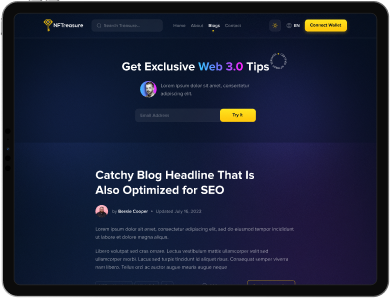 NFTreasure
Search Treasure...
Home About Blogs Contact
EN
Connect Wallet
Get Exclusive Web 3.0 Tips
Lorem ipsum dolor sit amet, consectetur
adipiscing velit.
Email Address
Try It
Catchy Blog Headline That Is
Also Optimized for SEO
by Bessie Cooper • Updated July 16, 2022
Lorem ipsum dolor sit amet, consectetur adipiscing elit, sed do eiusmod tempor incididunt
ut labore et dolore magna aliqua.
Libero volutpat sed cras ornare. Lectus vestibulum mattis ullamcorper velit sed
ullamcorper morbi. Lacus sed turpis tincidunt id aliquet risus. Consequat semper viverra
nam libero. Tellus orci ac auctor augue mauris augue neque